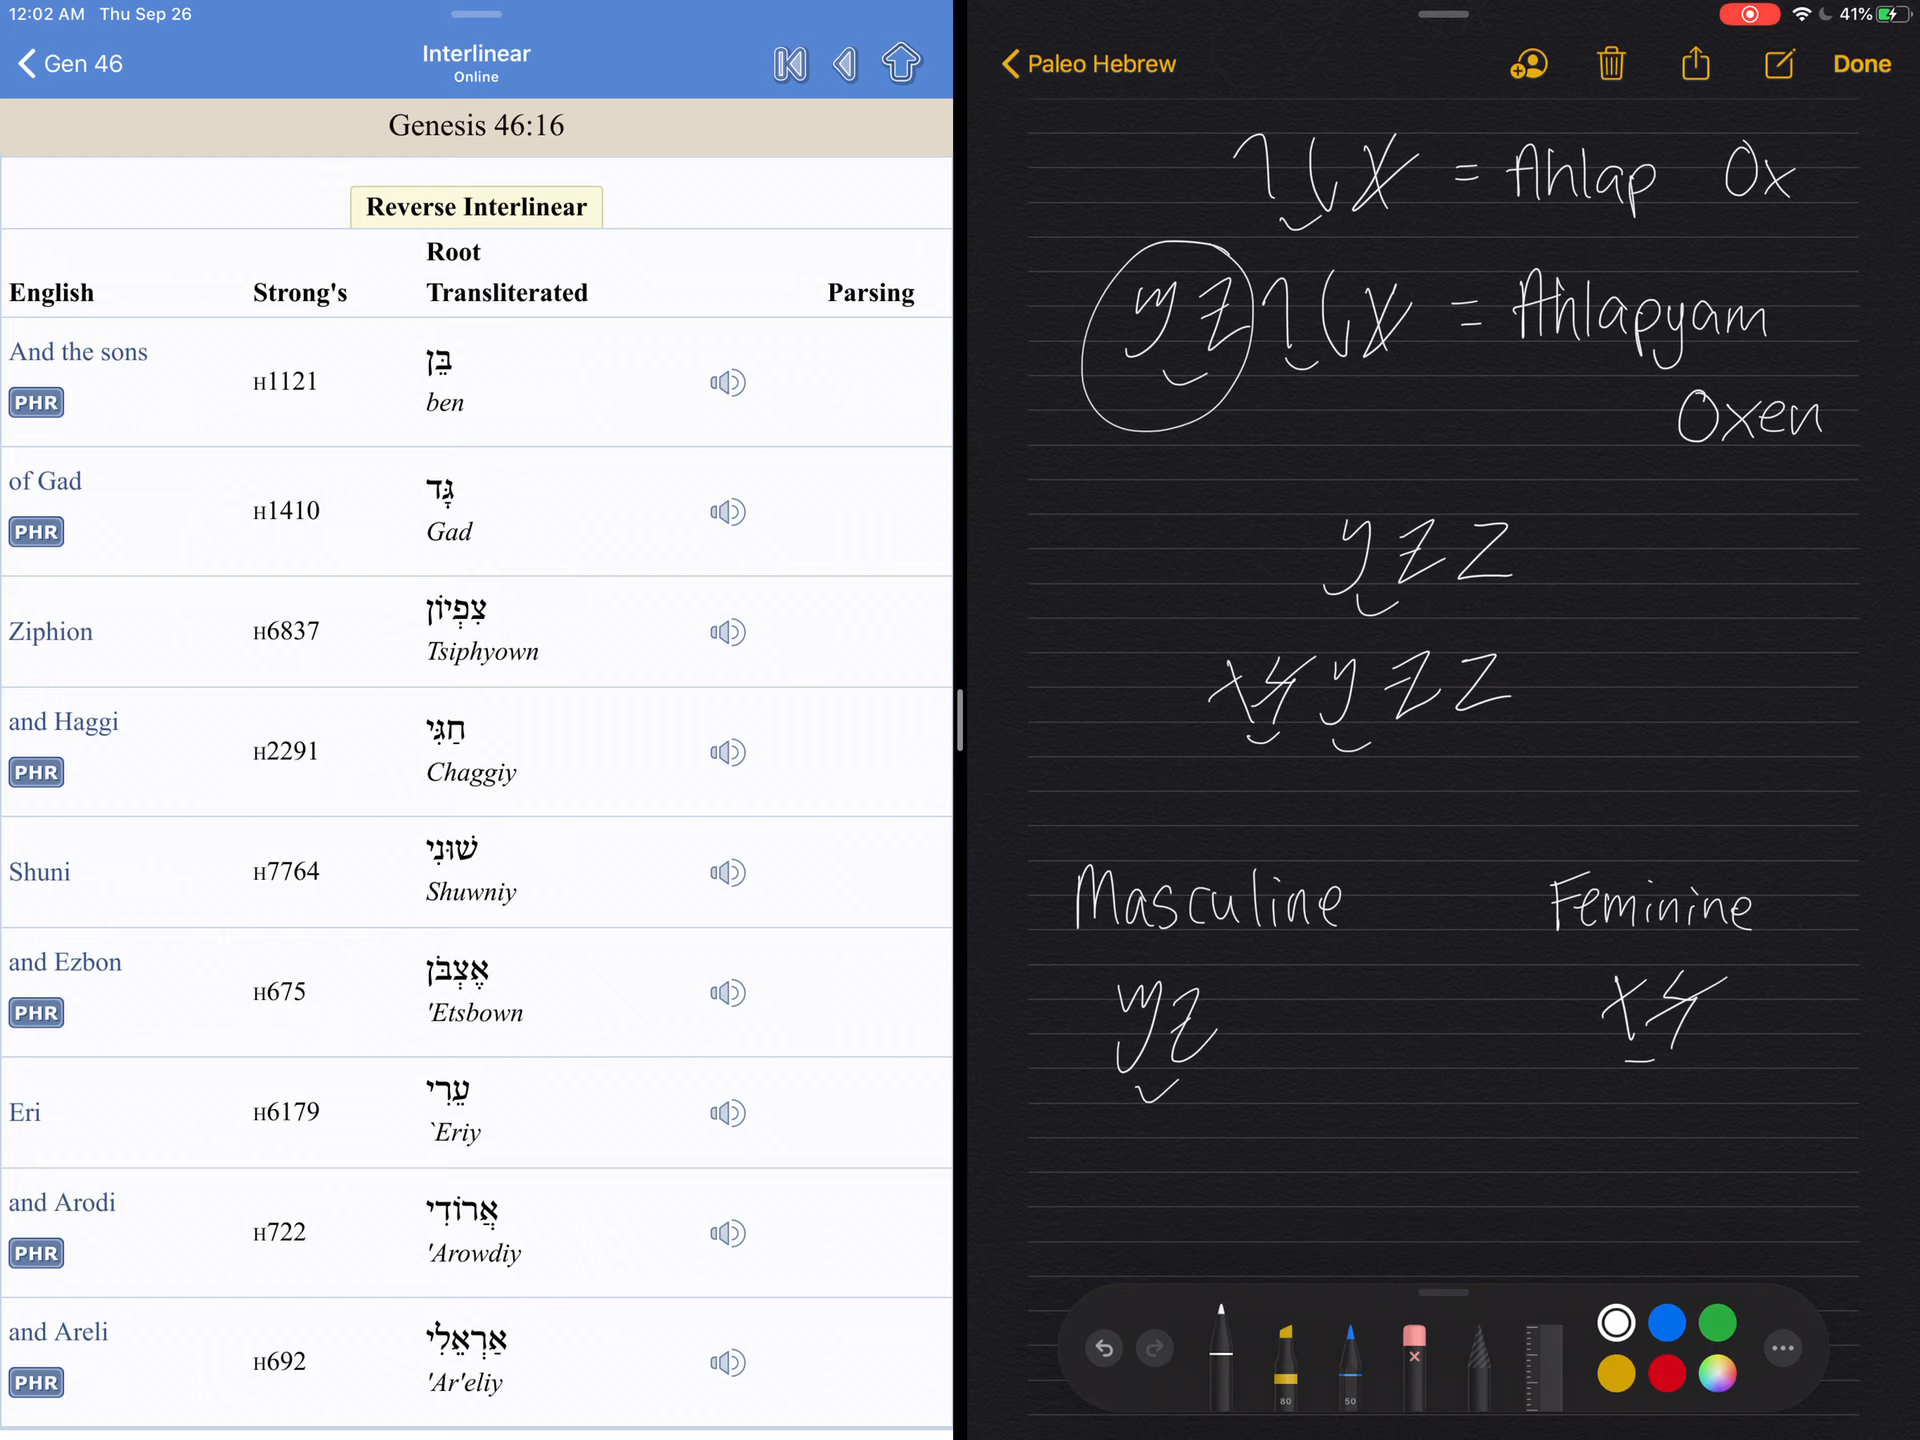 12:02 AM Thu Sep 26
Gen 46
Interlinear
Online
Genesis 46:16
Reverse Interlinear
English Strong's Root Transliterated Parsing
And the sons PHR H1121 בֵּן ben
of Gad PHR H1410 גָּד Gad
Ziphion H6837 צִפְיוֹן Tsiphyown
and Haggi PHR H2291 חַגִּי Chaggiy
Shuni H7764 שׁוּנִי Shuwniy
and Ezbon PHR H675 אֶצְבֹּן 'Etsbown
Eri H6179 עֵרִי `Eriy
and Arodi PHR H722 אֲרוֹדִי 'Arowdiy
and Areli PHR H692 אַרְאֵלִי 'Ar'eliy
41%
Paleo Hebrew
Done
= Ahlap Ox
= Ahlapyam
Oxen
Masculine Feminine
80 50